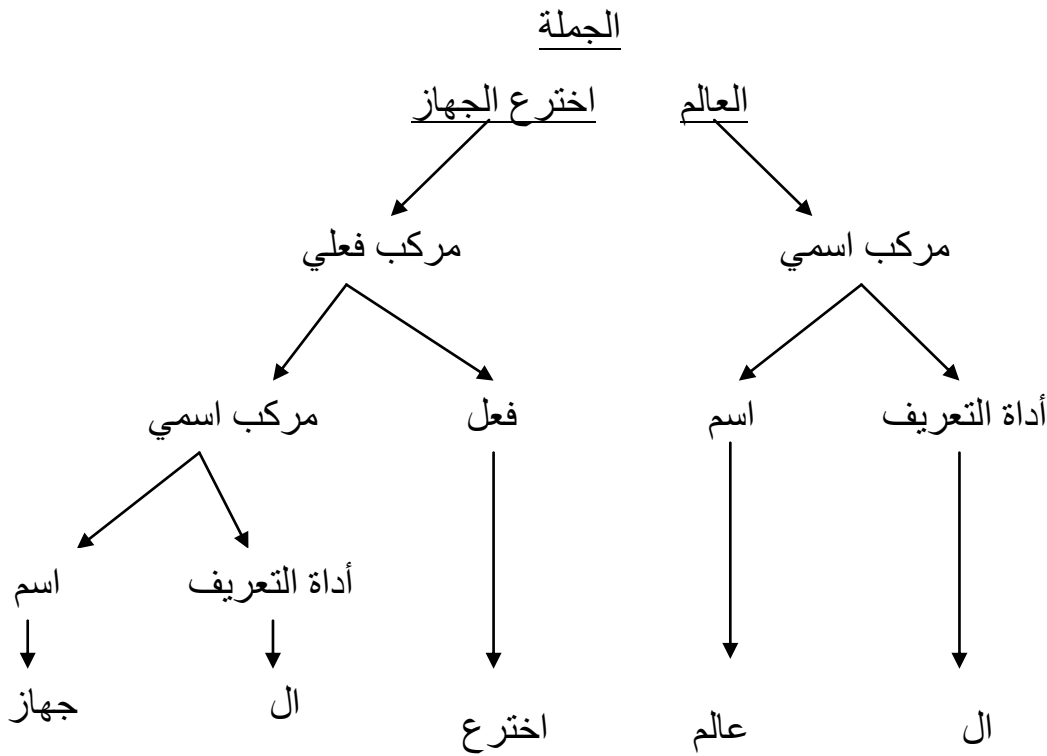 الجملة
العالم اخترع الجهاز
مركب اسمي مركب فعلي
أداة التعريف اسم فعل مركب اسمي
أداة التعريف اسم
ال عالم اخترع ال جهاز